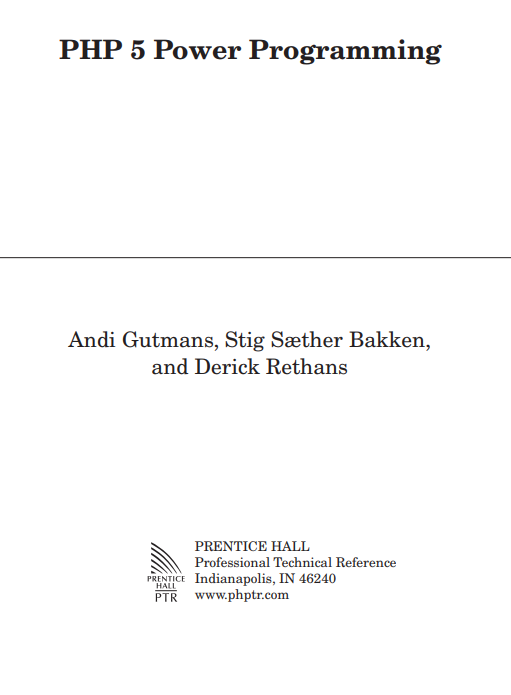 PHP 5 Power Programming
Andi Gutmans, Stig Sæther Bakken,
and Derick Rethans
PRENTICE HALL
Professional Technical Reference
Indianapolis, IN 46240
www.phptr.com
PRENTICE
HALL
PTR